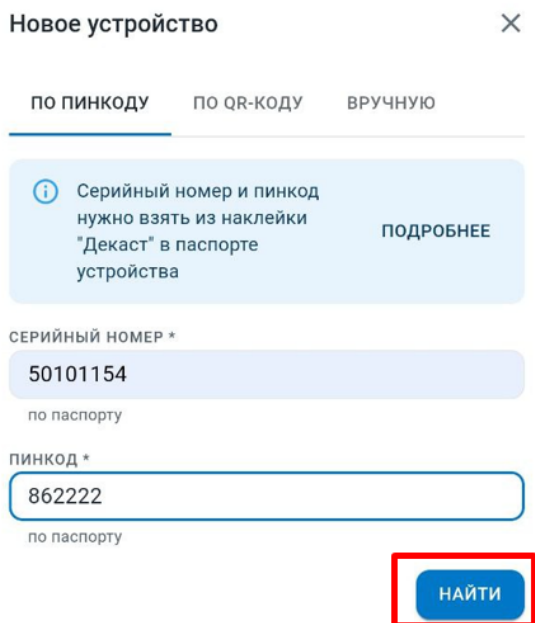 Новое устройство
ПО ПИНКОДУ ПО QR-КОДУ ВРУЧНУЮ
Серийный номер и пинкод
нужно взять из наклейки
"Декаст" в паспорте
устройства
ПОДРОБНЕЕ
СЕРИЙНЫЙ НОМЕР *
50101154
по паспорту
ПИНКОД *
862222
по паспорту
НАЙТИ